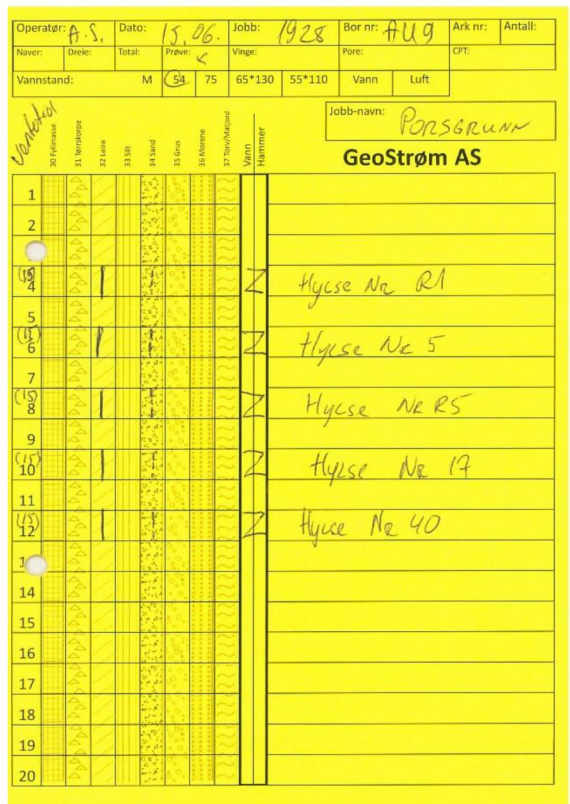 Operatør: A.S. Dato: 15.06. Jobb: 1928 Bor nr: AU9 Ark nr: Antall:
Naver: Dreie: Total: Prøve: x Vinge: Pore: CPT:
Vannstand: M 54 75 65*130 55*110 Vann Luft
Ventetid
30 Fyllmasse
31 Tørrskorpe
32 Leire
33 Silt
34 Sand
35 Grus
36 Morene
37 Torv/Matjord
Vann
Hammer
Jobb-navn: PORSGRUNN
GeoStrøm AS
1
2
(15) 4 Hylse Nr R1
5
(15) 6 Hylse Nr 5
7
(15) 8 Hylse Nr R5
9
(15) 10 Hylse Nr 17
11
(15) 12 Hylse Nr 40
1
14
15
16
17
18
19
20